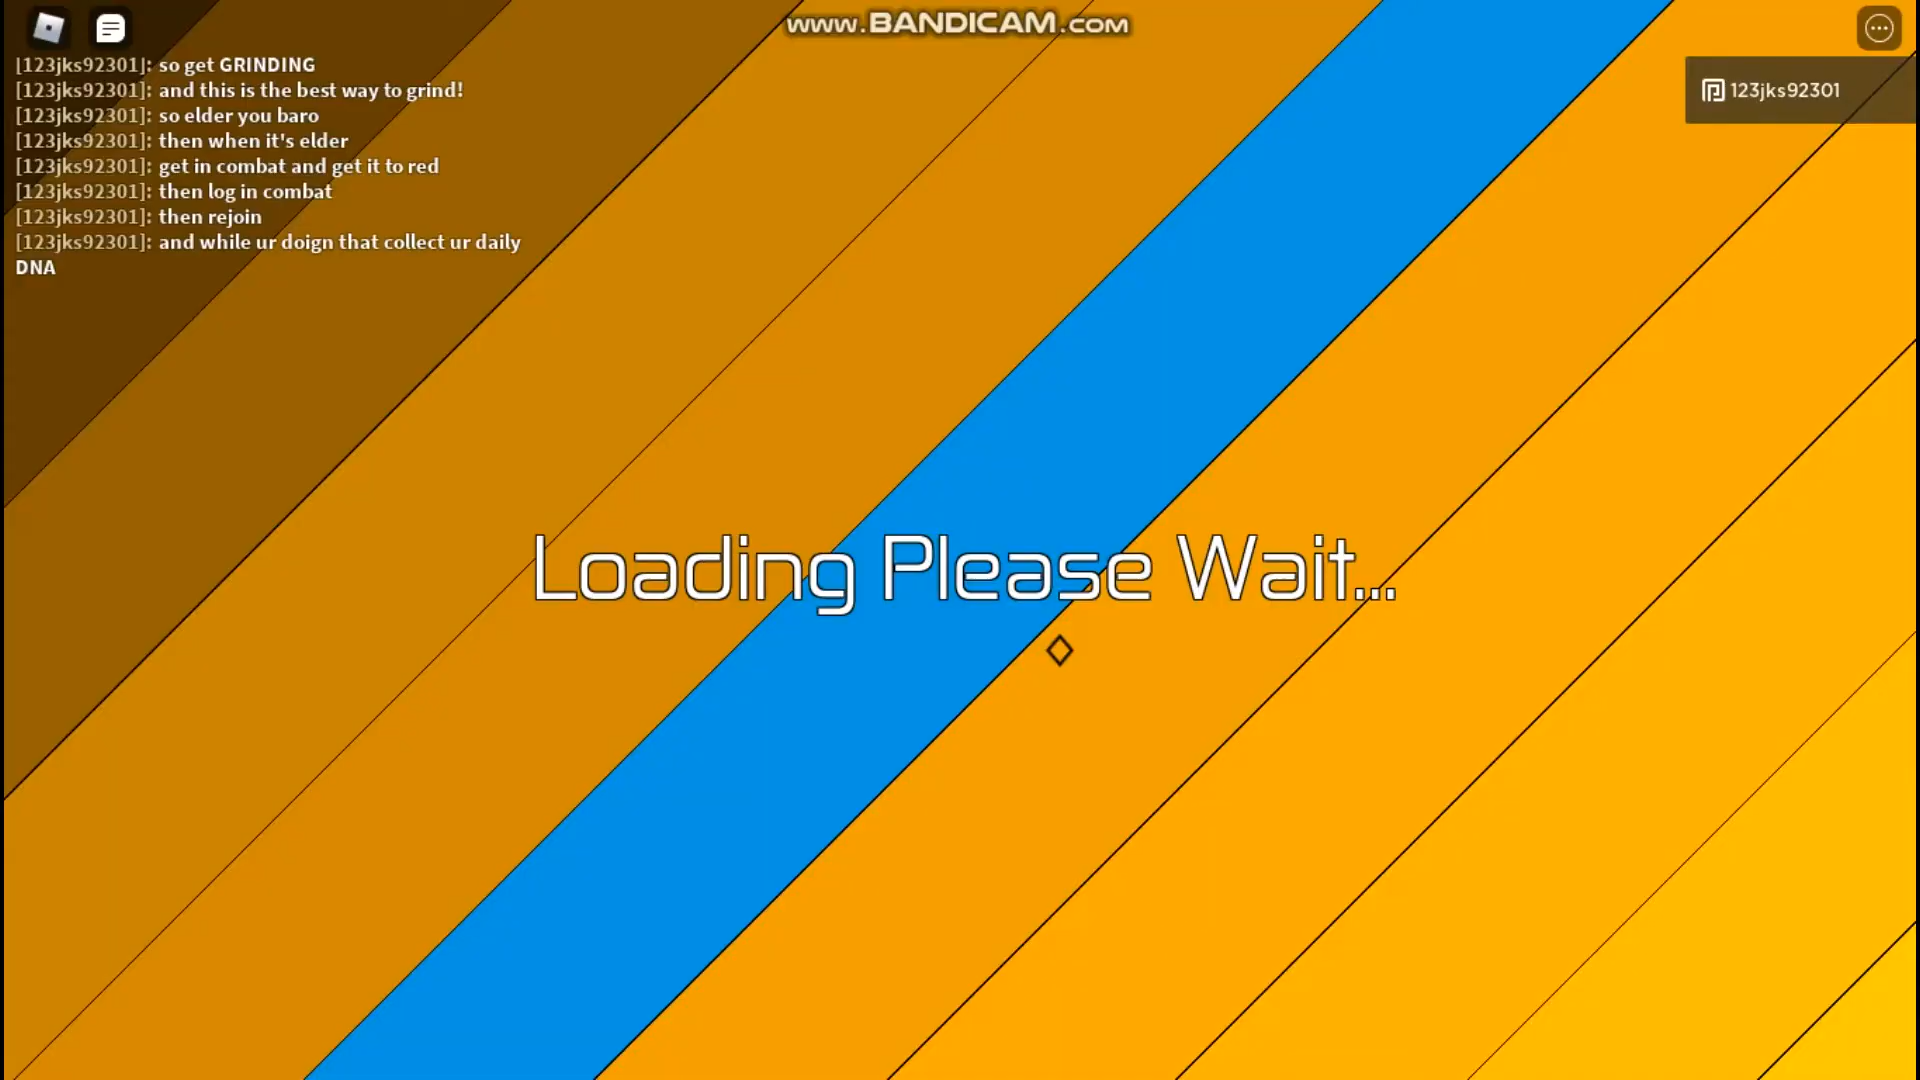 www.BANDICAM.com
[123jks92301]: so get GRINDING
[123jks92301]: and this is the best way to grind!
[123jks92301]: so elder you baro
[123jks92301]: then when it's elder
[123jks92301]: get in combat and get it to red
[123jks92301]: then log in combat
[123jks92301]: then rejoin
[123jks92301]: and while ur doign that collect ur daily
DNA
123jks92301
Loading Please Wait...